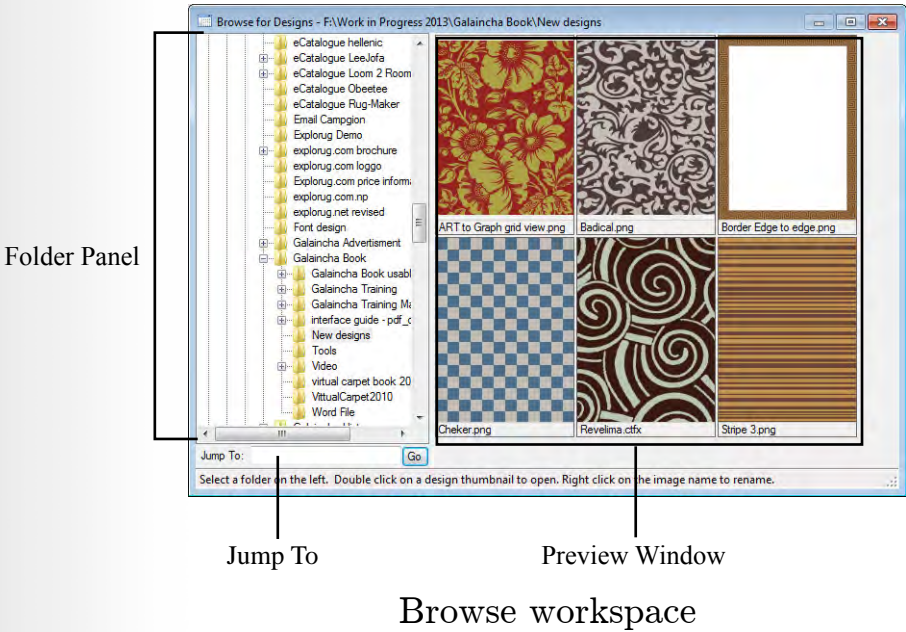 Browse for Designs - F:\Work in Progress 2013\Galaincha Book\New designs
eCatalogue hellenic
eCatalogue LeeJofa
eCatalogue Loom 2 Room
eCatalogue Obeetee
eCatalogue Rug-Maker
Email Campgion
Explorug Demo
explorug.com brochure
explorug.com loggo
Explorug.com price inform
explorug.com.np
explorug.net revised
Font design
Galaincha Advertisment
Galaincha Book
Galaincha Book usabl
Galaincha Training
Galaincha Training Ma
interface guide - pdf_c
New designs
Tools
Video
virtual carpet book 20
VittualCarpet2010
Word File
Folder Panel
ART to Graph grid view.png
Badical.png
Border Edge to edge.png
Cheker.png
Revelima.ctfx
Stripe 3.png
Jump To:
Go
Select a folder on the left. Double click on a design thumbnail to open. Right click on the image name to rename.
Jump To
Preview Window
Browse workspace